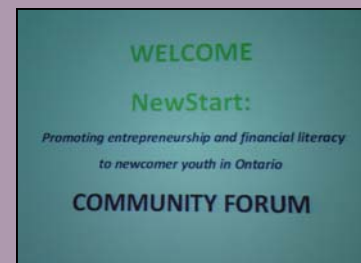 WELCOME
NewStart:
Promoting entrepreneurship and financial literacy
to newcomer youth in Ontario
COMMUNITY FORUM